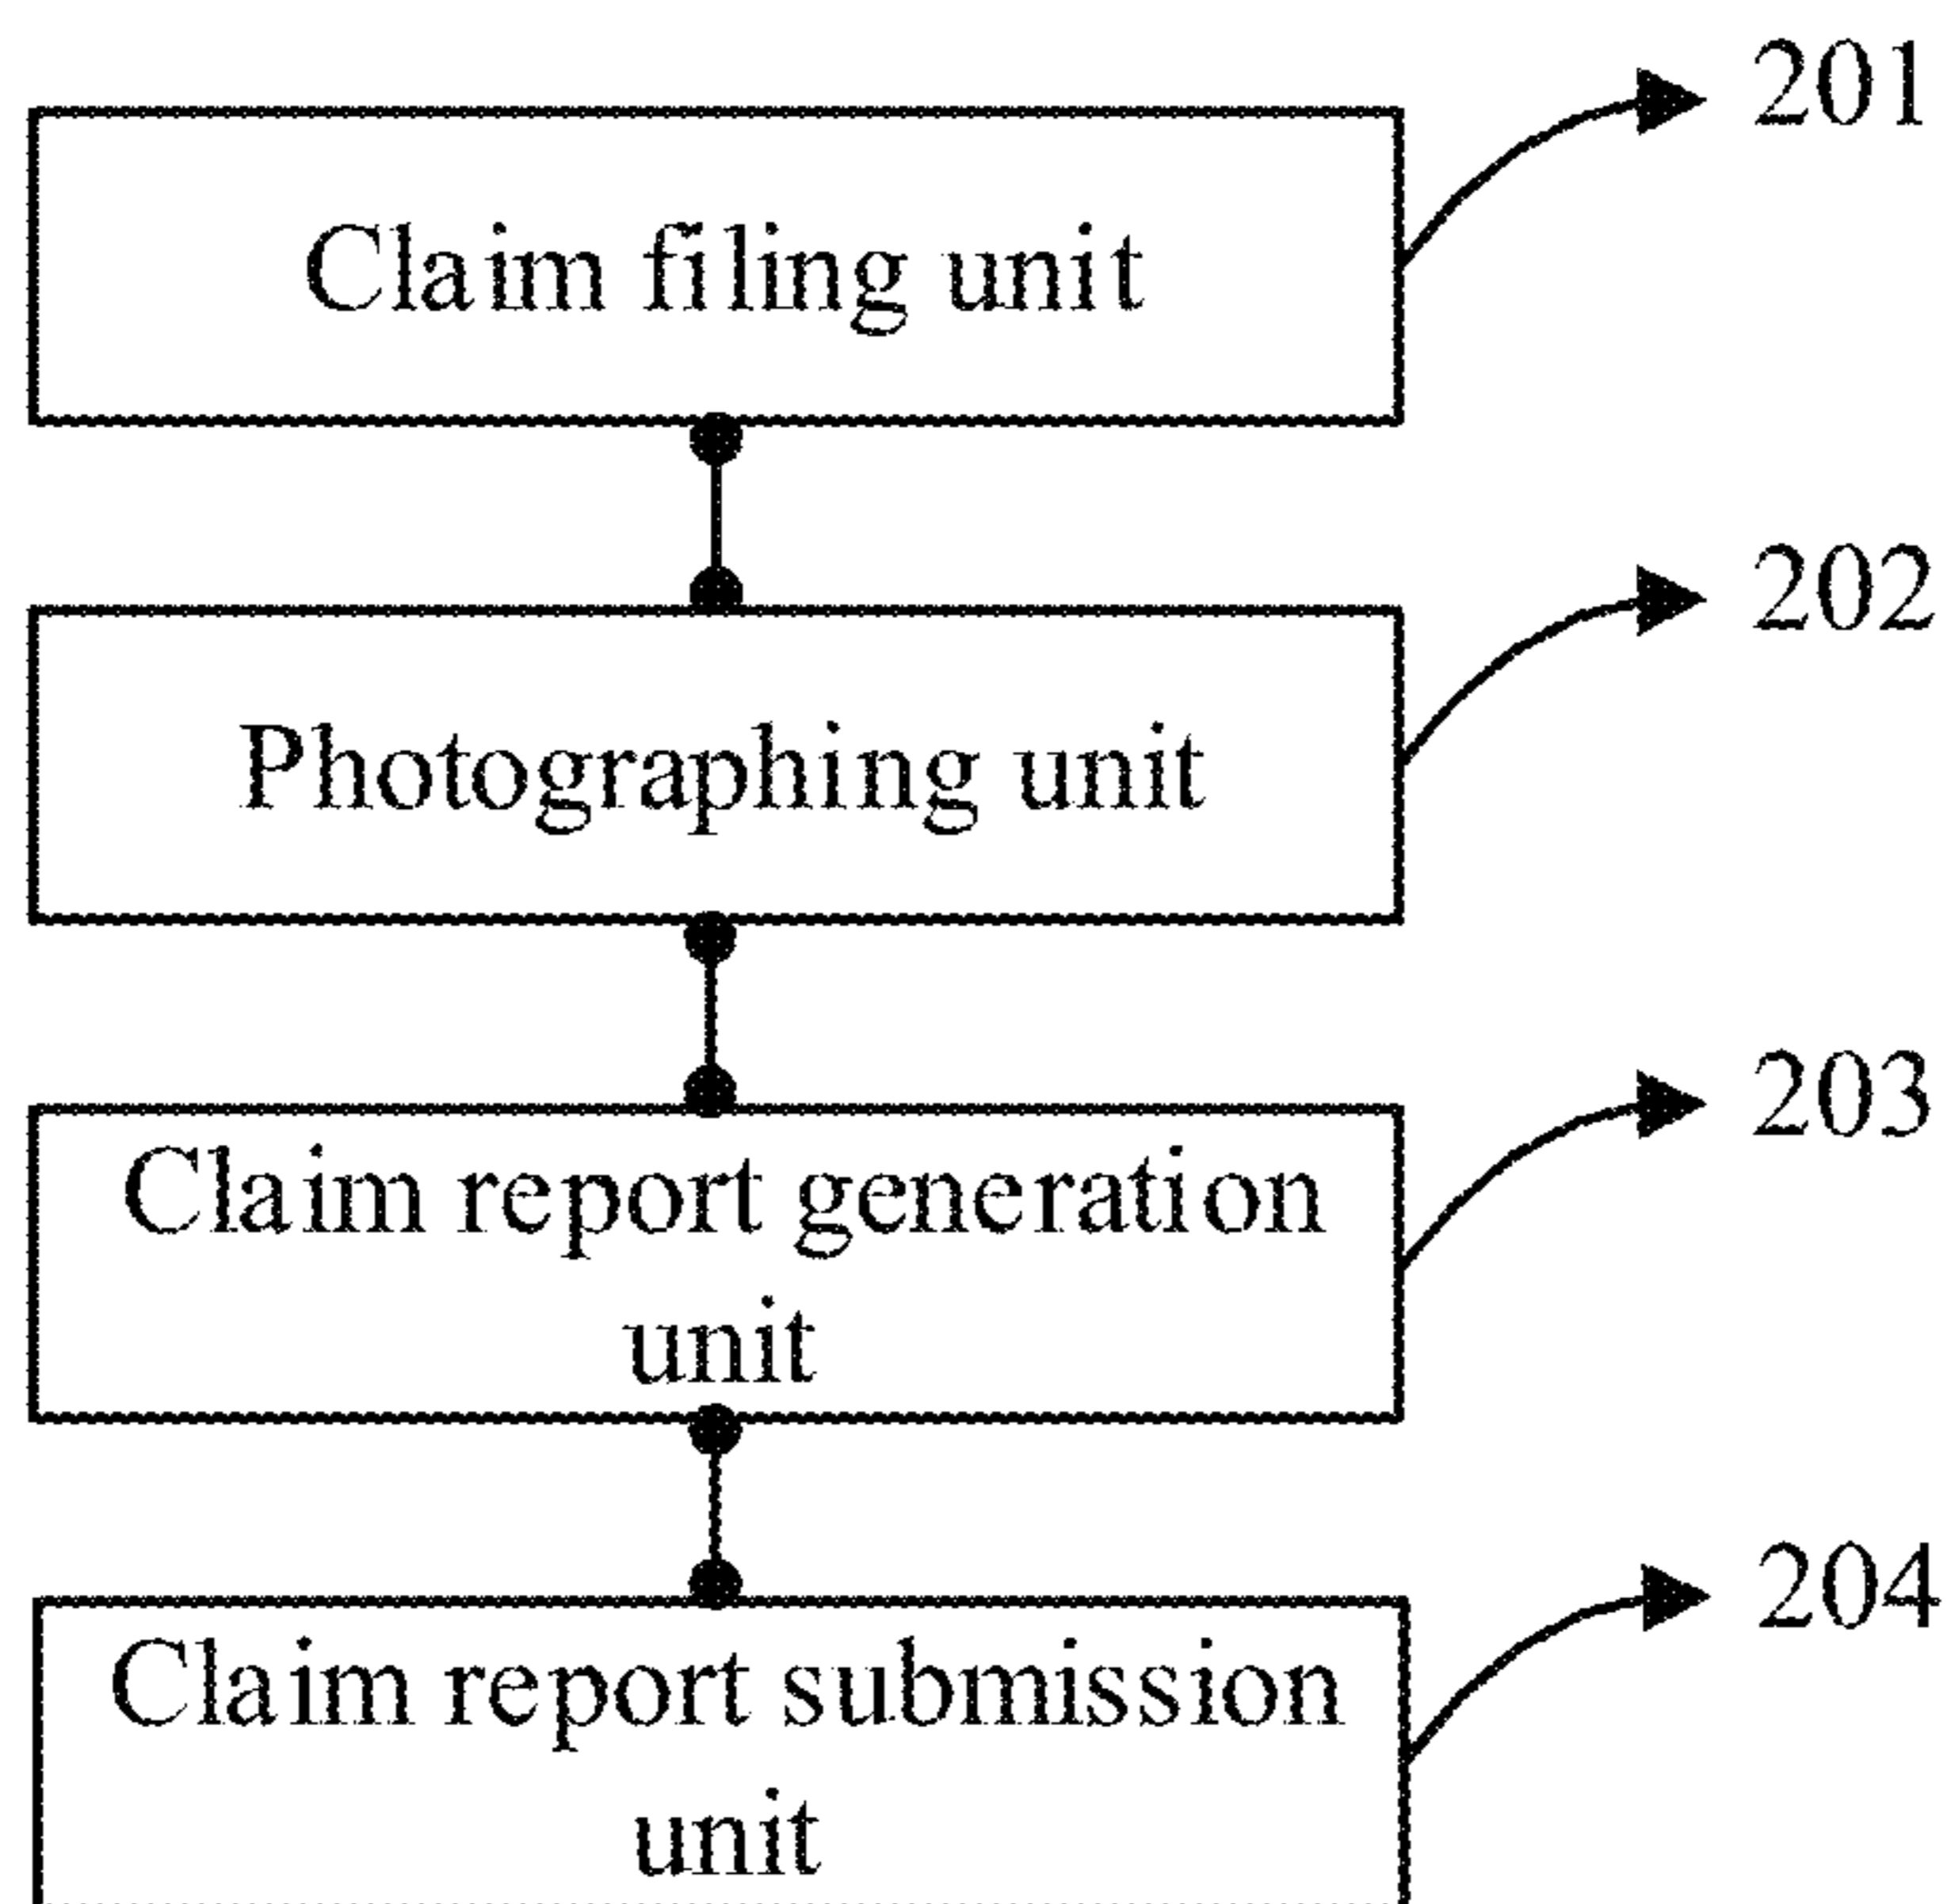 201
Claim filing unit
202
Photographing unit
203
Claim report generation
unit
204
Claim report submission
unit